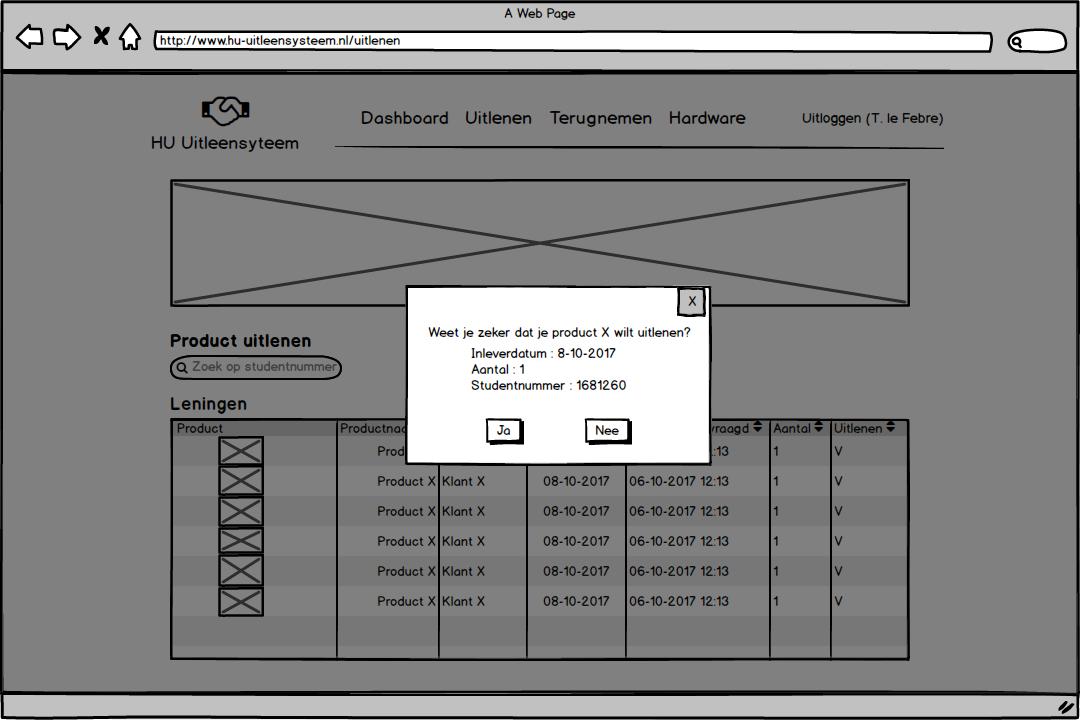 A Web Page
http://www.hu-uitleensysteem.nl/uitlenen
HU Uitleensyteem
Dashboard Uitlenen Terugnemen Hardware
Uitloggen (T. le Febre)
X
Weet je zeker dat je product X wilt uitlenen?
Inleverdatum : 8-10-2017
Aantal : 1
Studentnummer : 1681260
Ja Nee
Product uitlenen
Zoek op studentnummer
Leningen
Product Productnaa vraagd Aantal Uitlenen
Prod :13 1 V
Product X Klant X 08-10-2017 06-10-2017 12:13 1 V
Product X Klant X 08-10-2017 06-10-2017 12:13 1 V
Product X Klant X 08-10-2017 06-10-2017 12:13 1 V
Product X Klant X 08-10-2017 06-10-2017 12:13 1 V
Product X Klant X 08-10-2017 06-10-2017 12:13 1 V